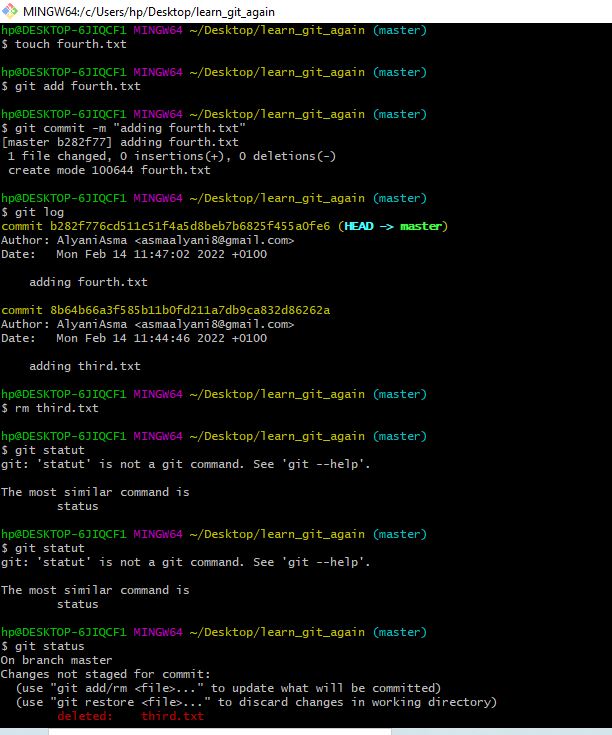 MINGW64:/c/Users/hp/Desktop/learn_git_again
hp@DESKTOP-6JIQCF1 MINGW64 ~/Desktop/learn_git_again (master)
$ touch fourth.txt
hp@DESKTOP-6JIQCF1 MINGW64 ~/Desktop/learn_git_again (master)
$ git add fourth.txt
hp@DESKTOP-6JIQCF1 MINGW64 ~/Desktop/learn_git_again (master)
$ git commit -m "adding fourth.txt"
[master b282f77] adding fourth.txt
 1 file changed, 0 insertions(+), 0 deletions(-)
 create mode 100644 fourth.txt
hp@DESKTOP-6JIQCF1 MINGW64 ~/Desktop/learn_git_again (master)
$ git log
commit b282f776cd511c51f4a5d8beb7b6825f455a0fe6 (HEAD -> master)
Author: AlyaniAsma <asmaalyani8@gmail.com>
Date:   Mon Feb 14 11:47:02 2022 +0100
    adding fourth.txt
commit 8b64b66a3f585b11b0fd211a7db9ca832d86262a
Author: AlyaniAsma <asmaalyani8@gmail.com>
Date:   Mon Feb 14 11:44:46 2022 +0100
    adding third.txt
hp@DESKTOP-6JIQCF1 MINGW64 ~/Desktop/learn_git_again (master)
$ rm third.txt
hp@DESKTOP-6JIQCF1 MINGW64 ~/Desktop/learn_git_again (master)
$ git statut
git: 'statut' is not a git command. See 'git --help'.
The most similar command is
        status
hp@DESKTOP-6JIQCF1 MINGW64 ~/Desktop/learn_git_again (master)
$ git statut
git: 'statut' is not a git command. See 'git --help'.
The most similar command is
        status
hp@DESKTOP-6JIQCF1 MINGW64 ~/Desktop/learn_git_again (master)
$ git status
On branch master
Changes not staged for commit:
  (use "git add/rm <file>..." to update what will be committed)
  (use "git restore <file>..." to discard changes in working directory)
        deleted:    third.txt